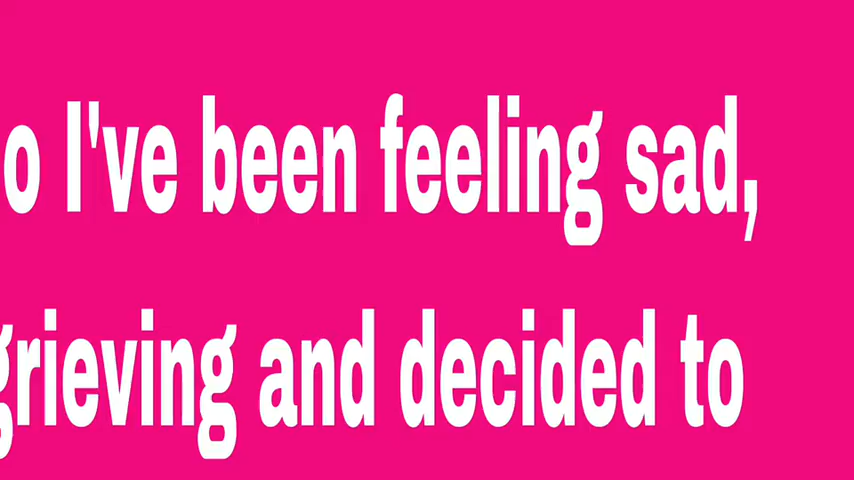 o I've been feeling sad,
grieving and decided to